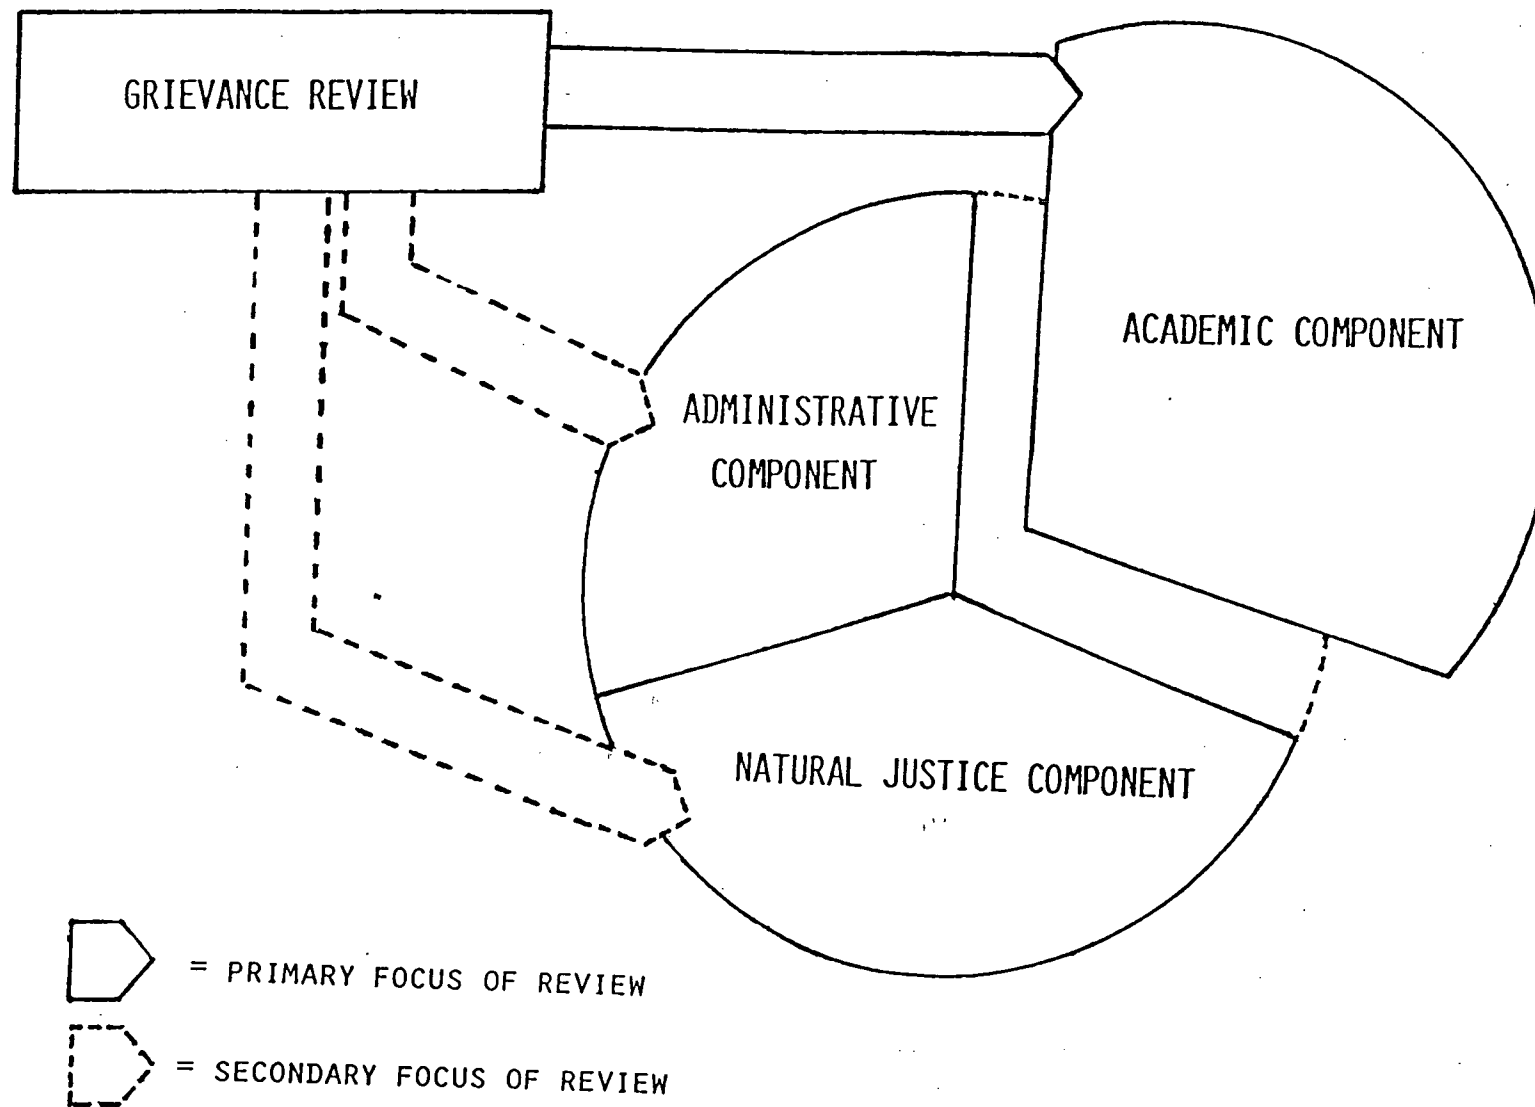 GRIEVANCE REVIEW
ACADEMIC COMPONENT
ADMINISTRATIVE
COMPONENT
NATURAL JUSTICE COMPONENT
= PRIMARY FOCUS OF REVIEW
= SECONDARY FOCUS OF REVIEW